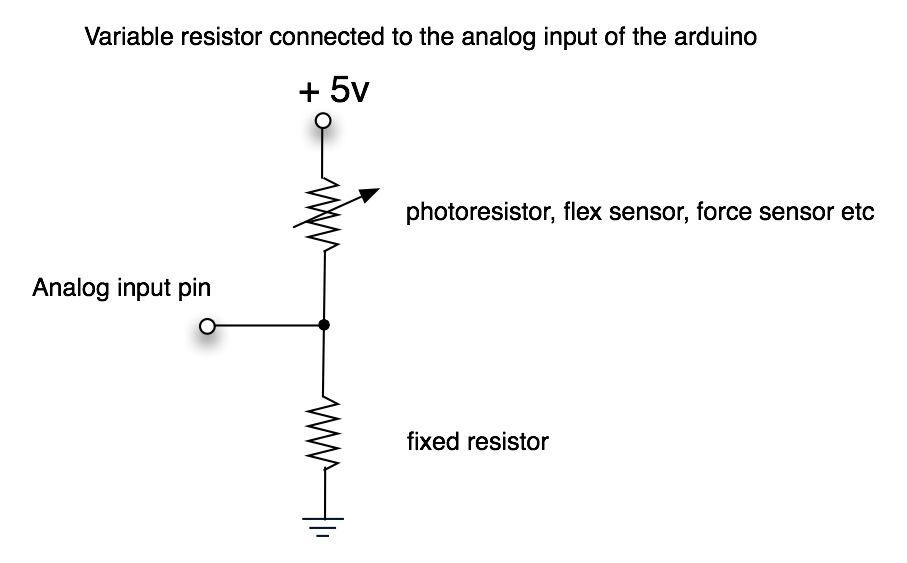 Variable resistor connected to the analog input of the arduino
+ 5v
photoresistor, flex sensor, force sensor etc
Analog input pin
fixed resistor